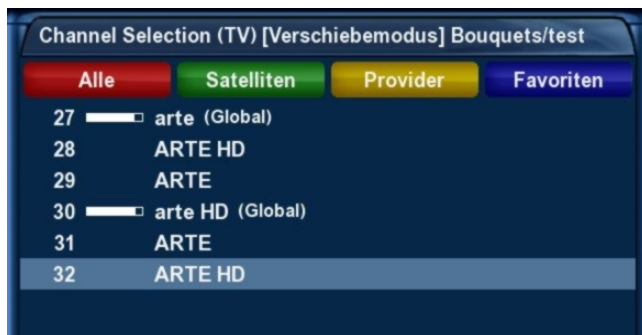 Channel Selection (TV) [Verschiebemodus] Bouquets/test
Alle Satelliten Provider Favoriten
27 arte (Global)
28 ARTE HD
29 ARTE
30 arte HD (Global)
31 ARTE
32 ARTE HD